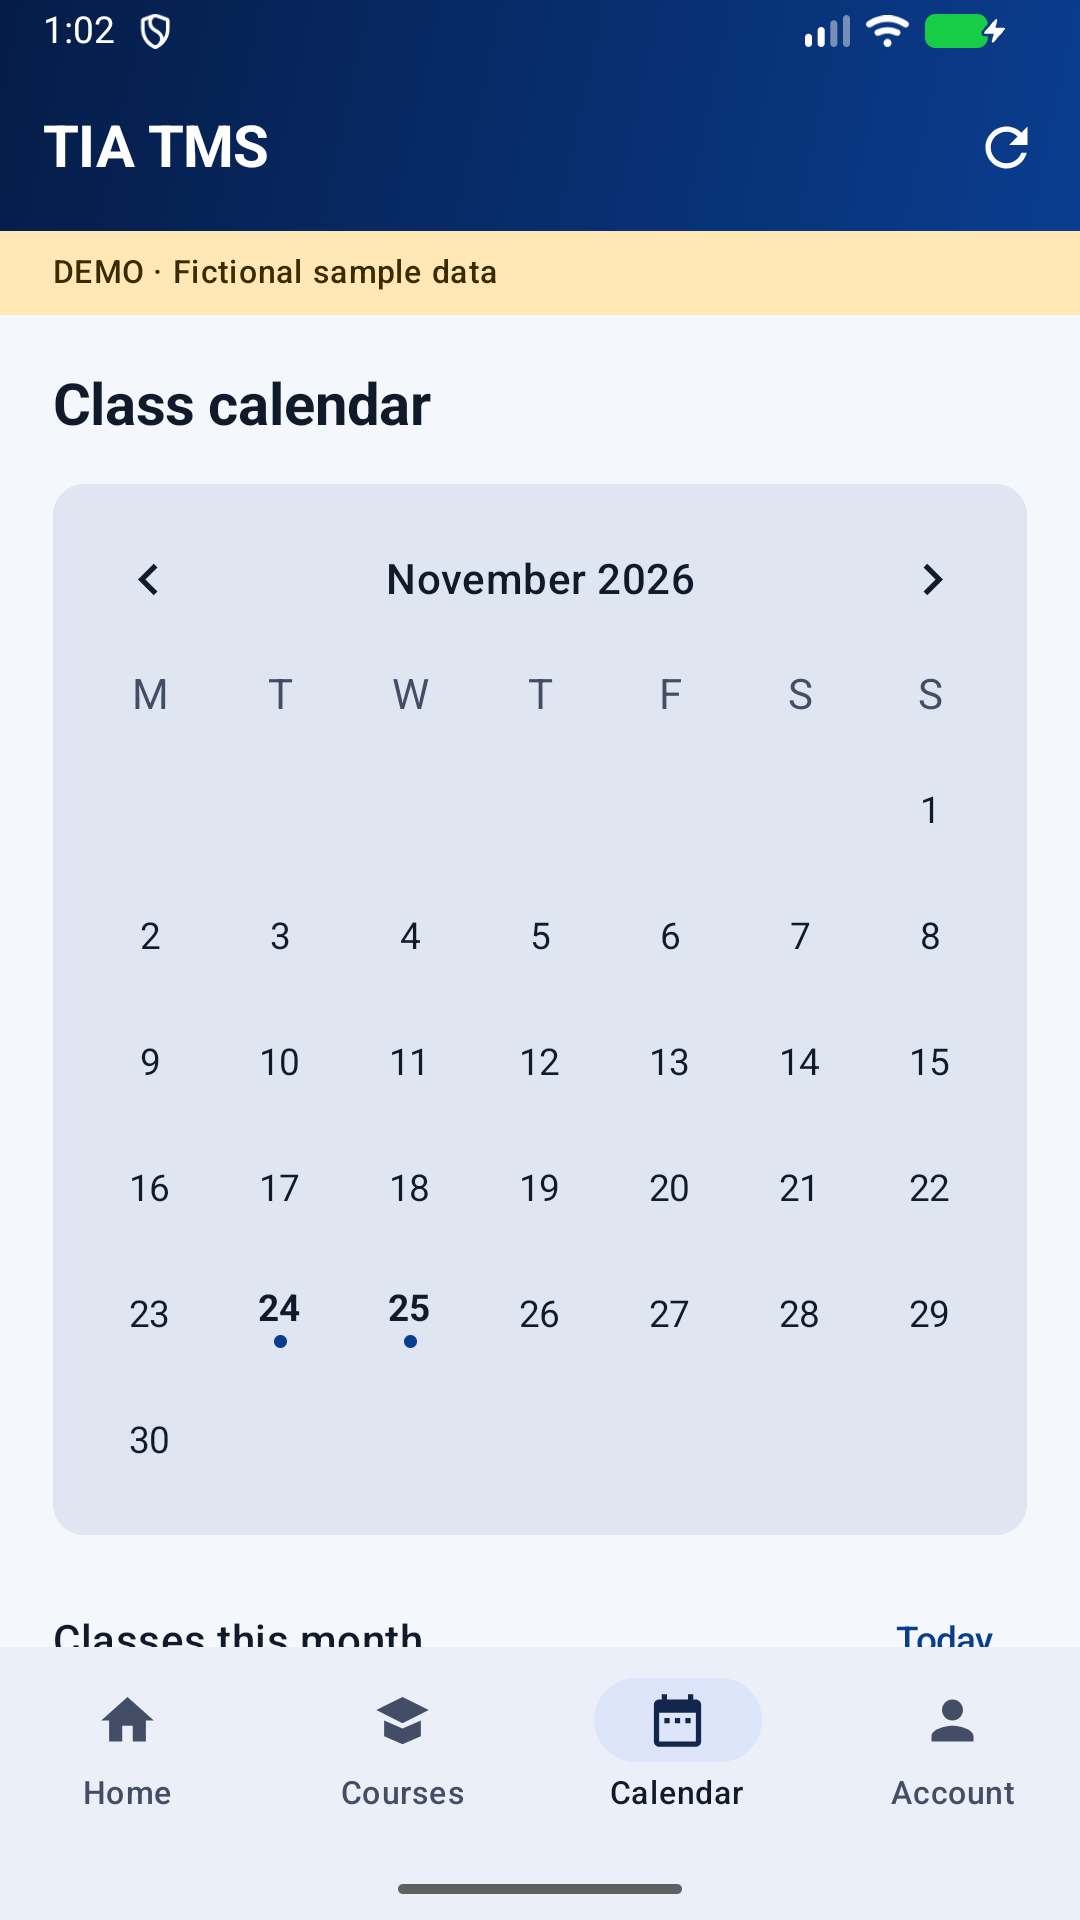 1:02
TIA TMS
DEMO · Fictional sample data
Class calendar
November 2026
M T W T F S S
1
2 3 4 5 6 7 8
9 10 11 12 13 14 15
16 17 18 19 20 21 22
23 24 25 26 27 28 29
30
Classes this month Today
Home Courses Calendar Account